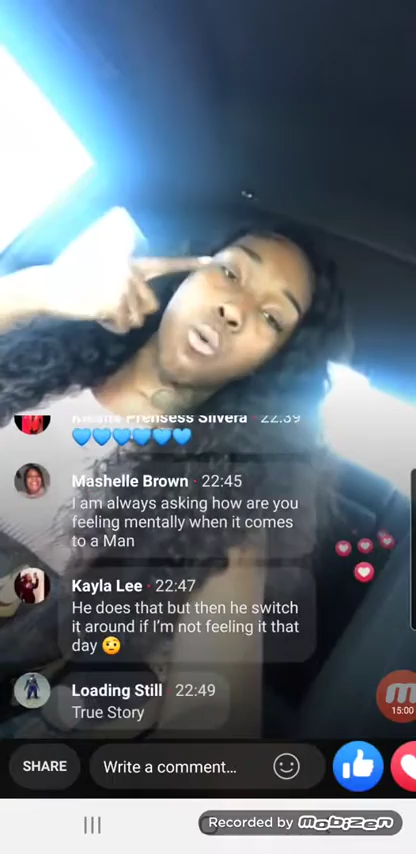 Prensess Silvera · 22:39
💙💙💙💙💙💙
Mashelle Brown · 22:45
I am always asking how are you
feeling mentally when it comes
to a Man
Kayla Lee · 22:47
He does that but then he switch
it around if I'm not feeling it that
day 🤨
Loading Still 22:49
True Story
15:00
SHARE
Write a comment...
Recorded by mobizen